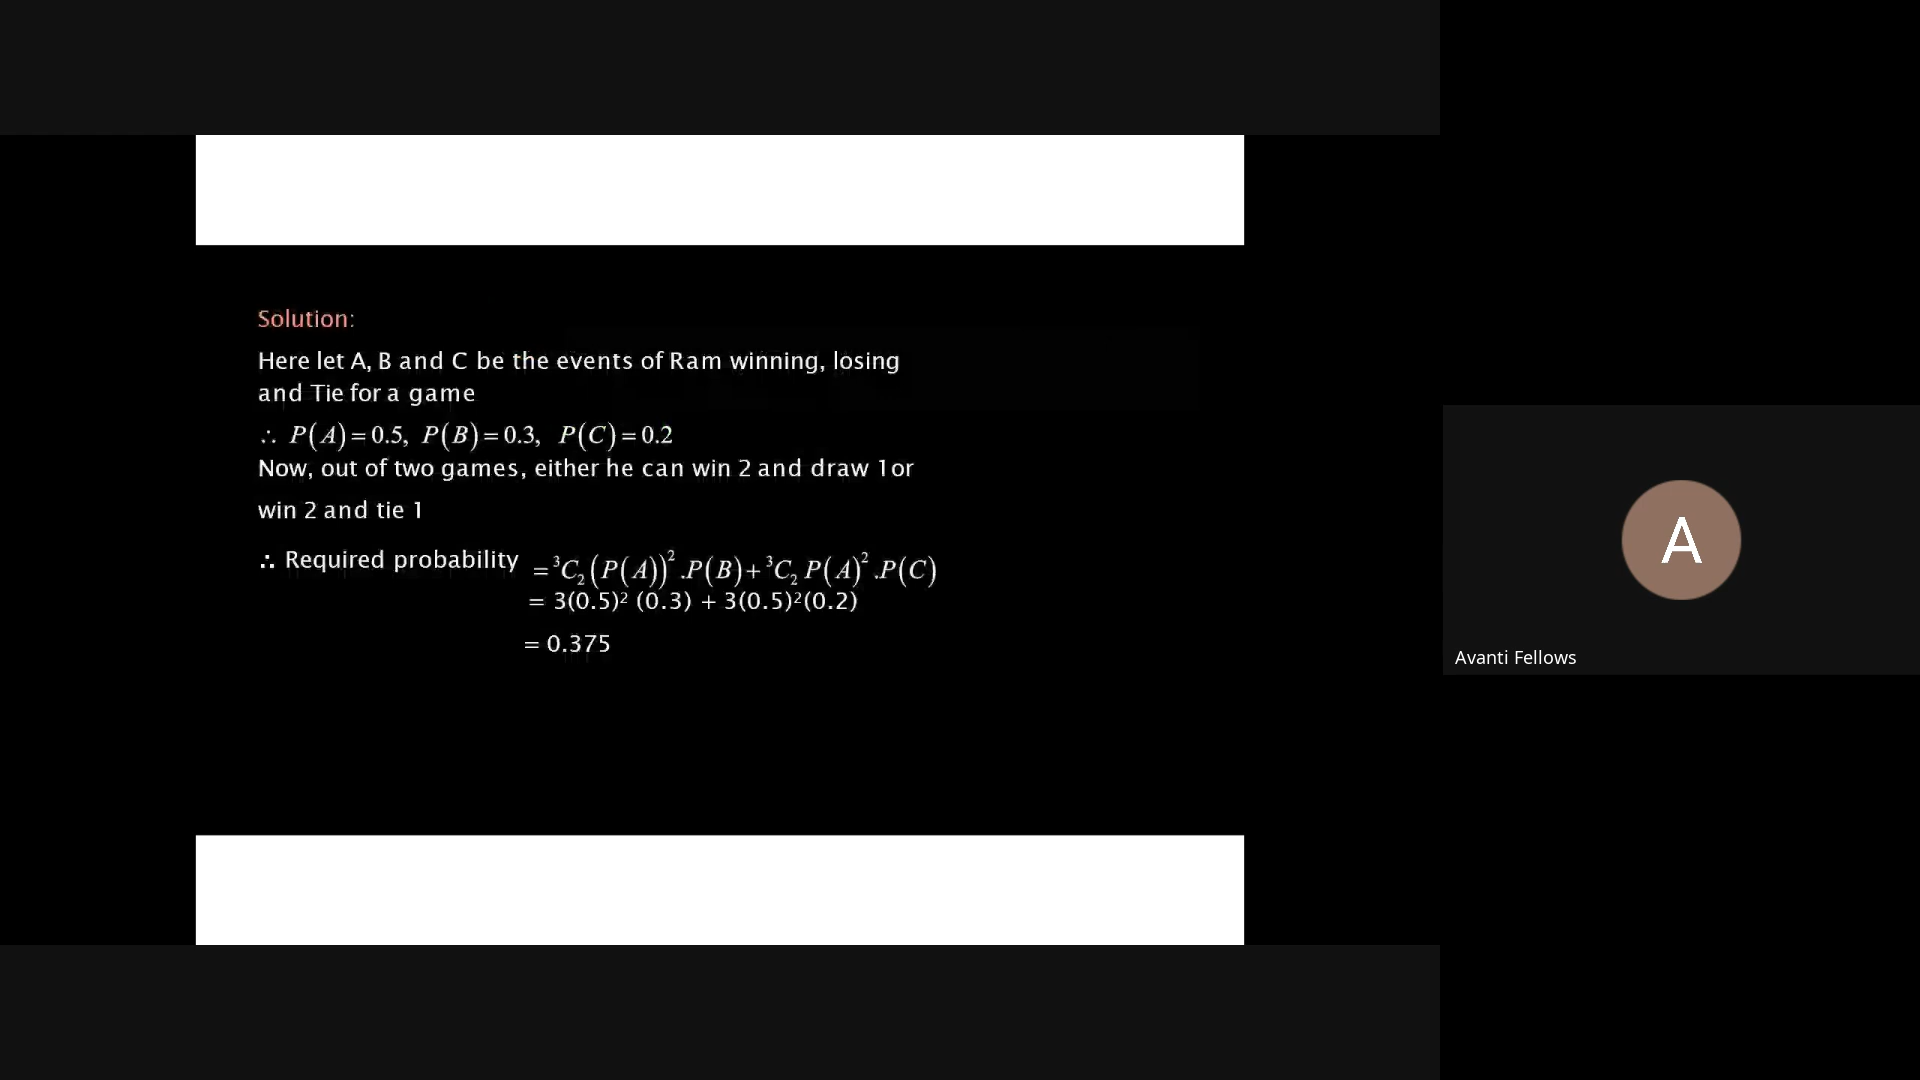 Solution:
Here let A, B and C be the events of Ram winning, losing
and Tie for a game
∴ P(A) = 0.5, P(B) = 0.3, P(C) = 0.2
Now, out of two games, either he can win 2 and draw 1or
win 2 and tie 1
∴ Required probability = ³C₂(P(A))².P(B)+ ³C₂ P(A)².P(C)
= 3(0.5)² (0.3) + 3(0.5)²(0.2)
= 0.375
A
Avanti Fellows